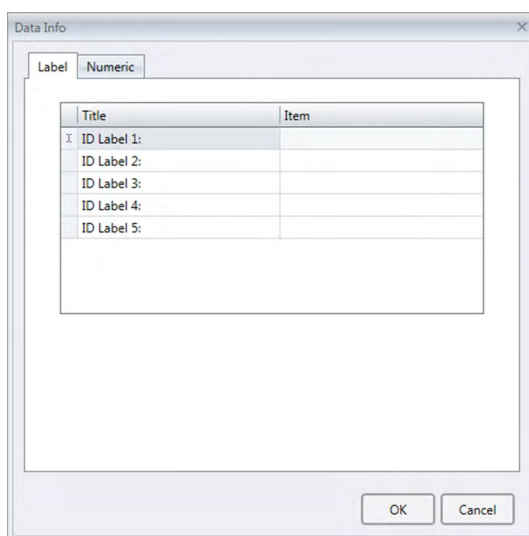 Data Info
Label Numeric
Title Item
ID Label 1:
ID Label 2:
ID Label 3:
ID Label 4:
ID Label 5:
OK Cancel